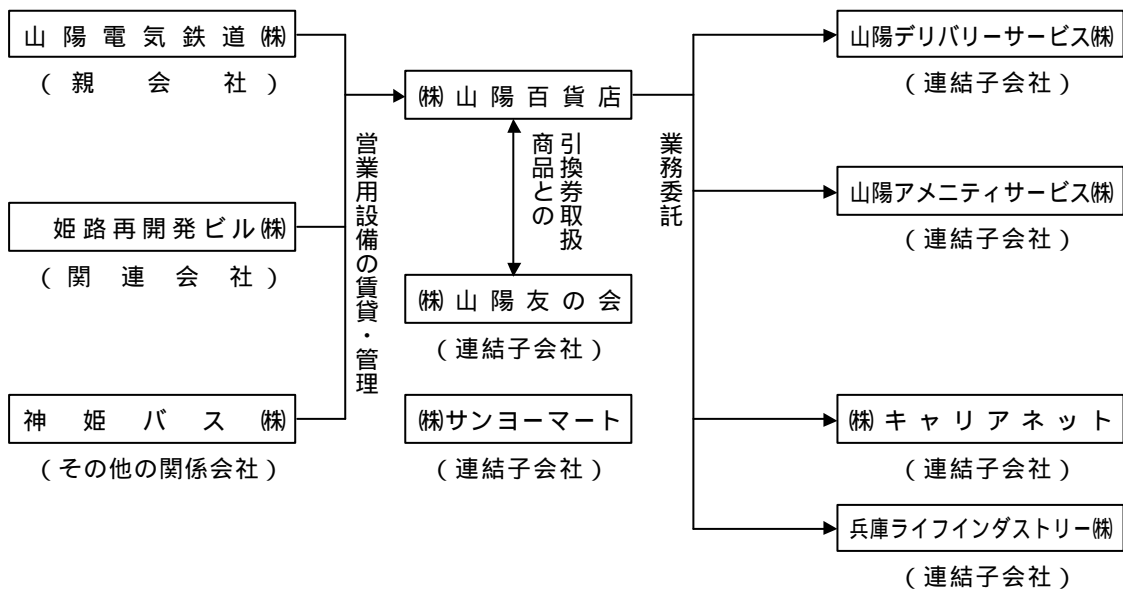 山陽電気鉄道㈱
(親会社)
姫路再開発ビル㈱
(関連会社)
神姫バス㈱
(その他の関係会社)
営業用設備の賃貸・管理
㈱山陽百貨店
商品との
引換券取扱
㈱山陽友の会
(連結子会社)
㈱サンヨーマート
(連結子会社)
業務委託
山陽デリバリーサービス㈱
(連結子会社)
山陽アメニティサービス㈱
(連結子会社)
㈱キャリアネット
(連結子会社)
兵庫ライフインダストリー㈱
(連結子会社)